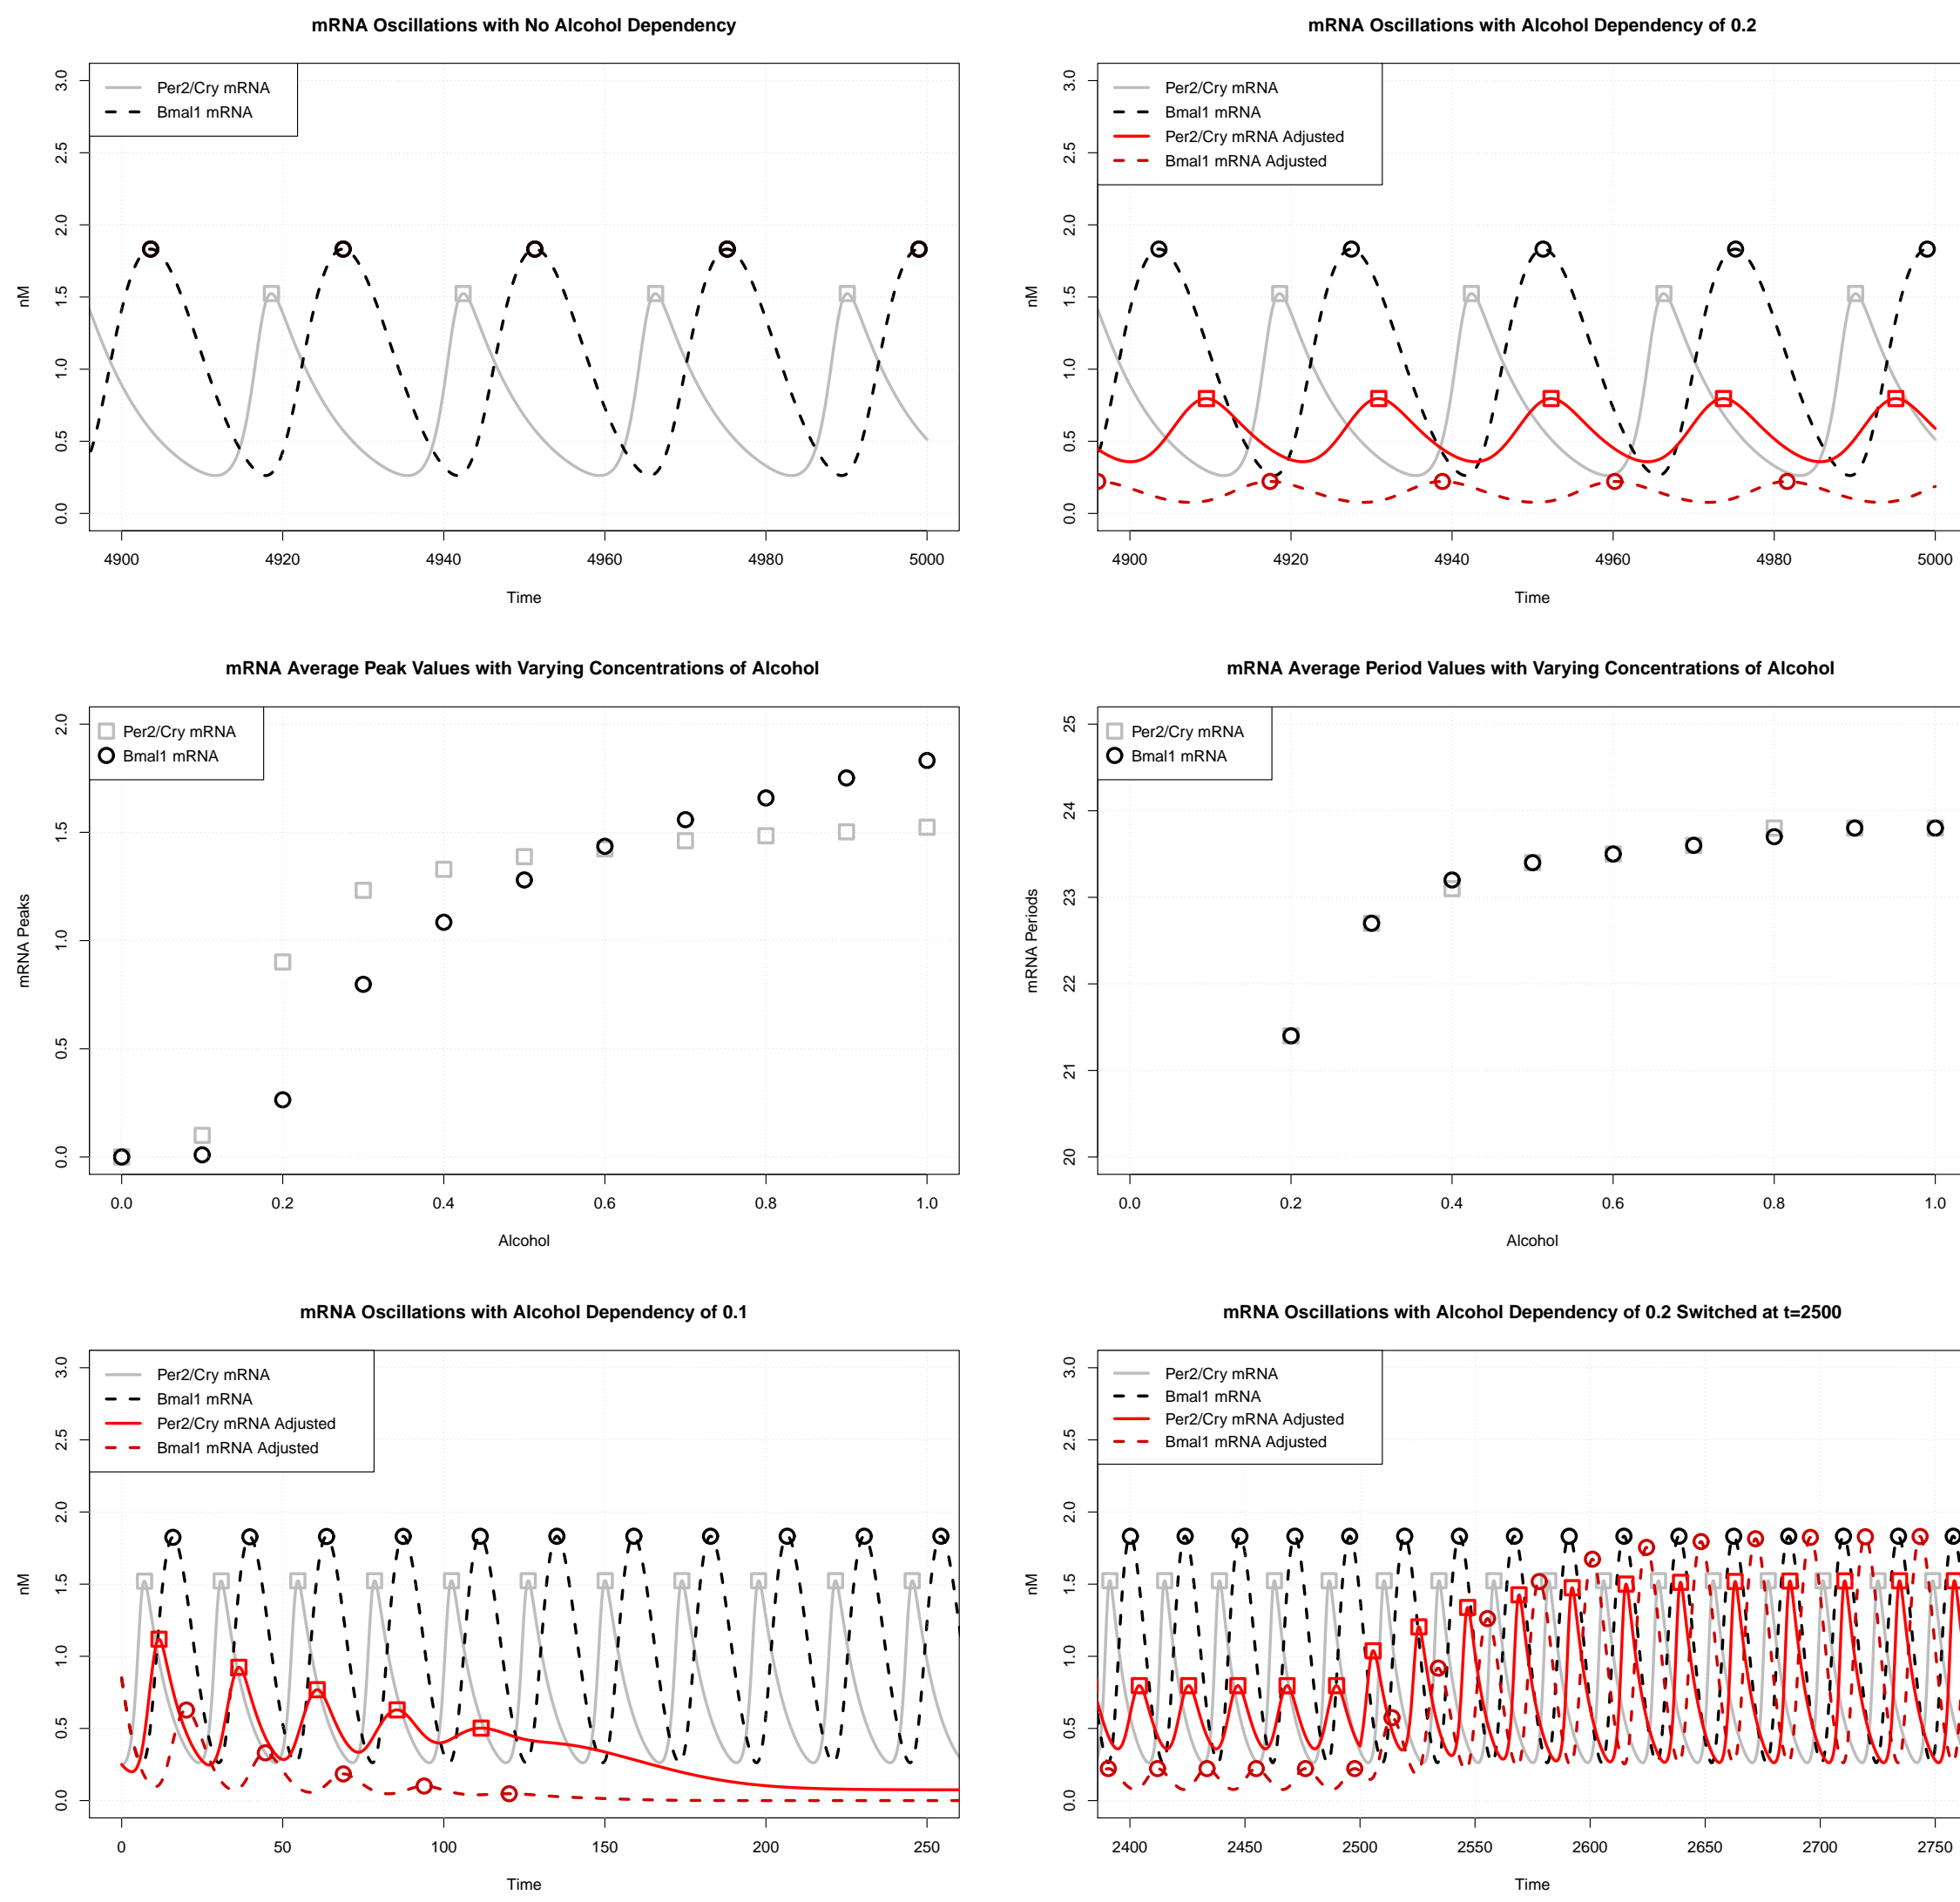 mRNA Oscillations with No Alcohol Dependency
Per2/Cry mRNA
Bmal1 mRNA
nM
0.0 0.5 1.0 1.5 2.0 2.5 3.0
4900 4920 4940 4960 4980 5000
Time
mRNA Oscillations with Alcohol Dependency of 0.2
Per2/Cry mRNA
Bmal1 mRNA
Per2/Cry mRNA Adjusted
Bmal1 mRNA Adjusted
nM
0.0 0.5 1.0 1.5 2.0 2.5 3.0
4900 4920 4940 4960 4980 5000
Time
mRNA Average Peak Values with Varying Concentrations of Alcohol
Per2/Cry mRNA
Bmal1 mRNA
mRNA Peaks
0.0 0.5 1.0 1.5 2.0
0.0 0.2 0.4 0.6 0.8 1.0
Alcohol
mRNA Average Period Values with Varying Concentrations of Alcohol
Per2/Cry mRNA
Bmal1 mRNA
mRNA Periods
20 21 22 23 24 25
0.0 0.2 0.4 0.6 0.8 1.0
Alcohol
mRNA Oscillations with Alcohol Dependency of 0.1
Per2/Cry mRNA
Bmal1 mRNA
Per2/Cry mRNA Adjusted
Bmal1 mRNA Adjusted
nM
0.0 0.5 1.0 1.5 2.0 2.5 3.0
0 50 100 150 200 250
Time
mRNA Oscillations with Alcohol Dependency of 0.2 Switched at t=2500
Per2/Cry mRNA
Bmal1 mRNA
Per2/Cry mRNA Adjusted
Bmal1 mRNA Adjusted
nM
0.0 0.5 1.0 1.5 2.0 2.5 3.0
2400 2450 2500 2550 2600 2650 2700 2750
Time